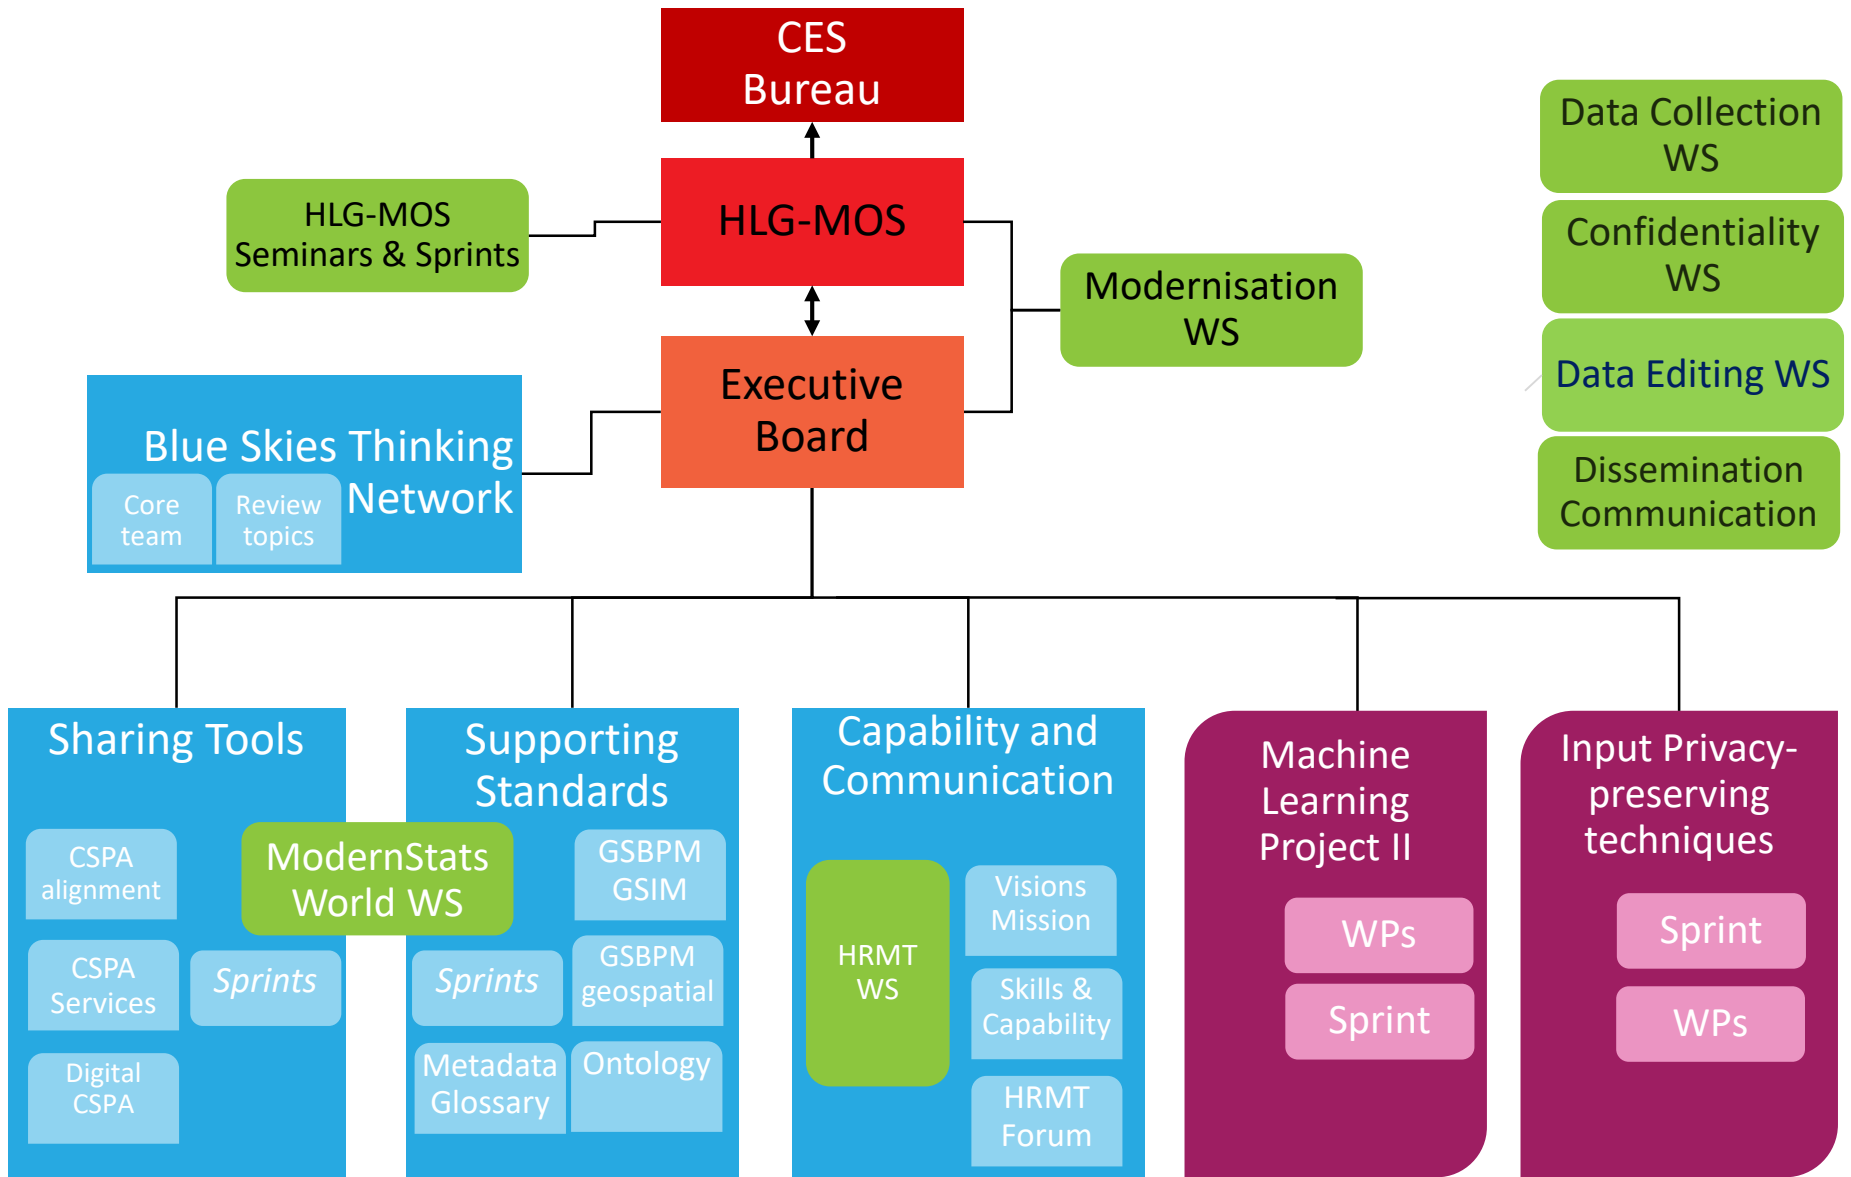 CES
Bureau
HLG-MOS
Seminars & Sprints
HLG-MOS
Modernisation
WS
Executive
Board
Blue Skies Thinking
Network
Core
team
Review
topics
Data Collection
WS
Confidentiality
WS
Data Editing WS
Dissemination
Communication
Sharing Tools
CSPA
alignment
CSPA
Services
Sprints
Digital
CSPA
ModernStats
World WS
Supporting
Standards
GSBPM
GSIM
Sprints
GSBPM
geospatial
Metadata
Glossary
Ontology
Capability and
Communication
HRMT
WS
Visions
Mission
Skills &
Capability
HRMT
Forum
Machine
Learning
Project II
WPs
Sprint
Input Privacy-
preserving
techniques
Sprint
WPs